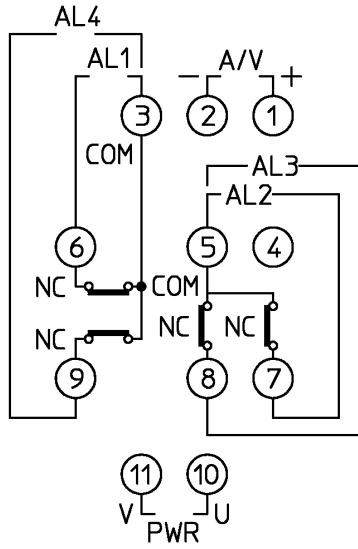 AL4
AL1 − A/V +
3 2 1
COM
AL3
AL2
6 5 4
NC COM
NC NC NC
9 8 7
11 10
V U
PWR